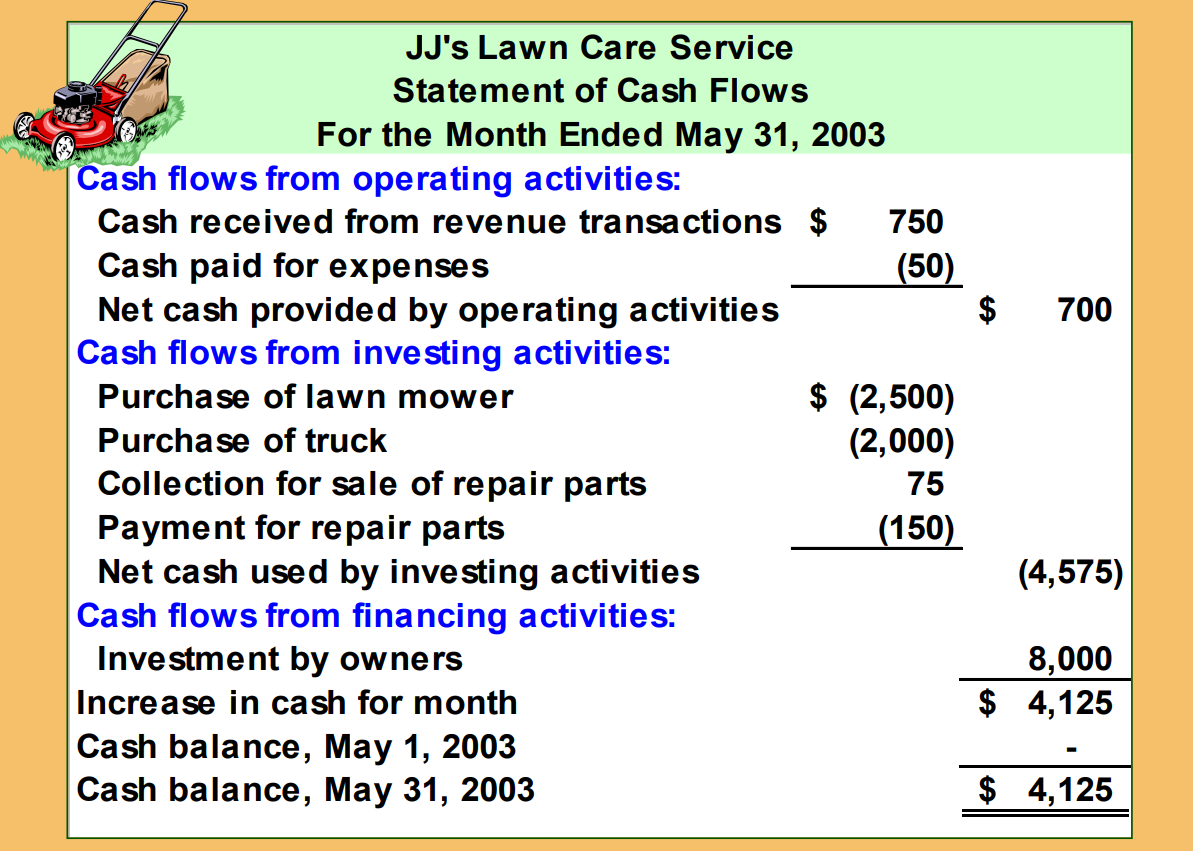 JJ's Lawn Care Service
Statement of Cash Flows
For the Month Ended May 31, 2003
Cash flows from operating activities:
Cash received from revenue transactions $ 750
Cash paid for expenses (50)
Net cash provided by operating activities $ 700
Cash flows from investing activities:
Purchase of lawn mower $ (2,500)
Purchase of truck (2,000)
Collection for sale of repair parts 75
Payment for repair parts (150)
Net cash used by investing activities (4,575)
Cash flows from financing activities:
Investment by owners 8,000
Increase in cash for month $ 4,125
Cash balance, May 1, 2003 -
Cash balance, May 31, 2003 $ 4,125